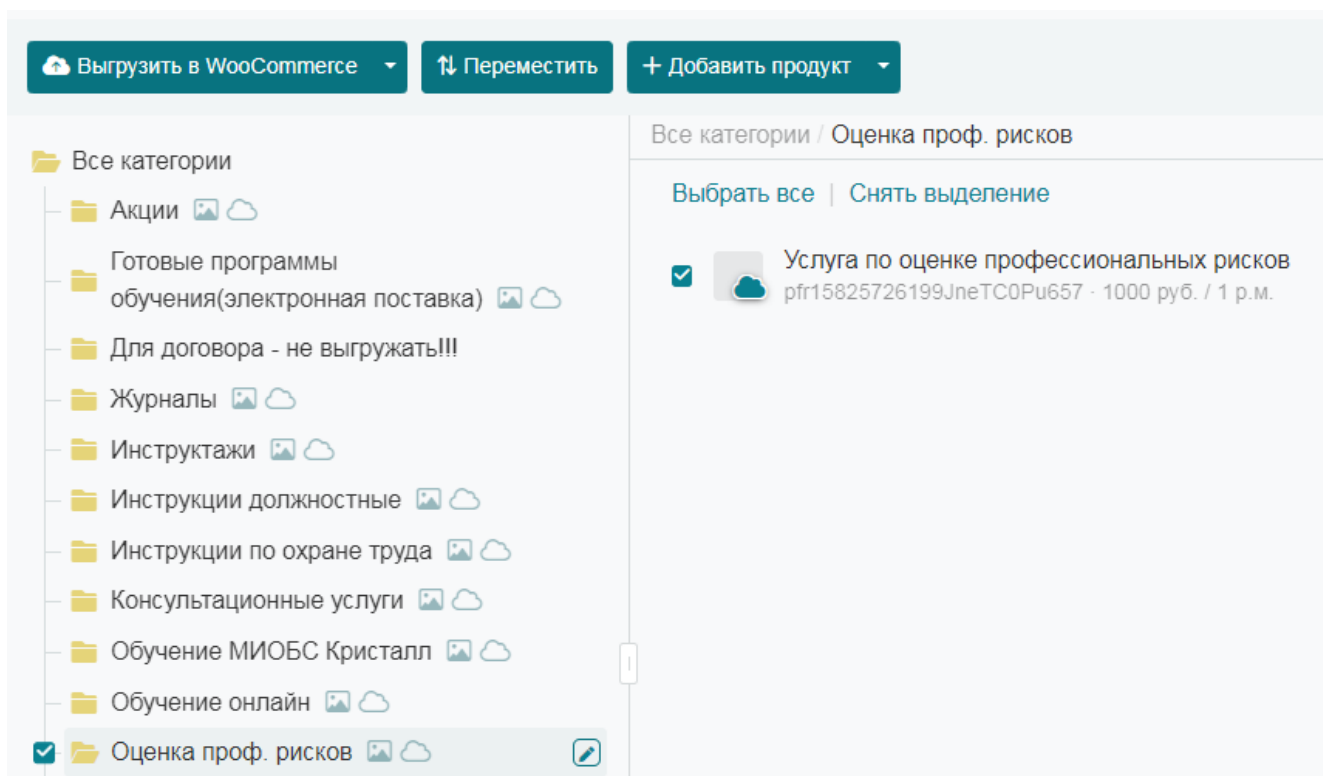 Выгрузить в WooCommerce
Переместить
+ Добавить продукт
Все категории
Акции
Готовые программы
обучения(электронная поставка)
Для договора - не выгружать!!!
Журналы
Инструктажи
Инструкции должностные
Инструкции по охране труда
Консультационные услуги
Обучение МИОБС Кристалл
Обучение онлайн
Оценка проф. рисков
Все категории / Оценка проф. рисков
Выбрать все | Снять выделение
Услуга по оценке профессиональных рисков
pfr15825726199JneTC0Pu657 · 1000 руб. / 1 р.м.